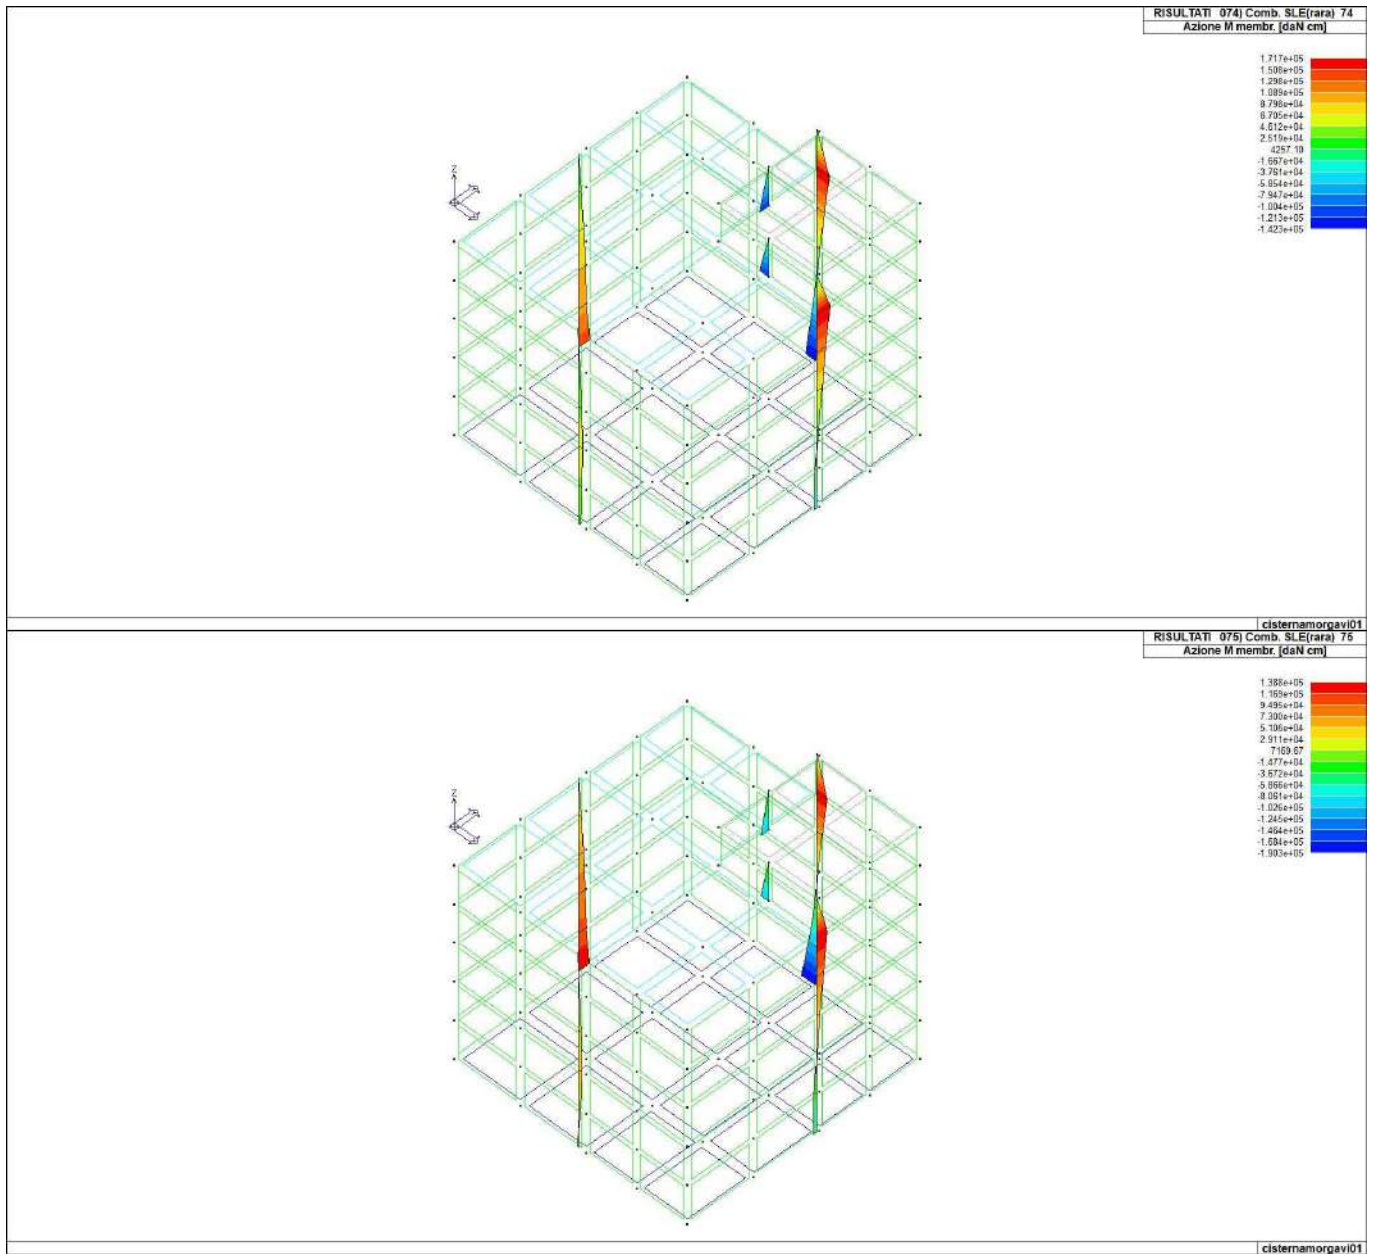 RISULTATI 074) Comb. SLE(rara) 74
Azione M membr. [daN cm]
1.717e+05
1.508e+05
1.298e+05
1.089e+05
8.798e+04
6.705e+04
4.612e+04
2.519e+04
4257.10
-1.667e+04
-3.761e+04
-5.854e+04
-7.947e+04
-1.004e+05
-1.213e+05
-1.423e+05
Z
cisternamorgavi01
RISULTATI 075) Comb. SLE(rara) 75
Azione M membr. [daN cm]
1.388e+05
1.169e+05
9.495e+04
7.300e+04
5.106e+04
2.911e+04
7169.67
-1.477e+04
-3.672e+04
-5.866e+04
-8.061e+04
-1.026e+05
-1.245e+05
-1.464e+05
-1.684e+05
-1.903e+05
Z
cisternamorgavi01